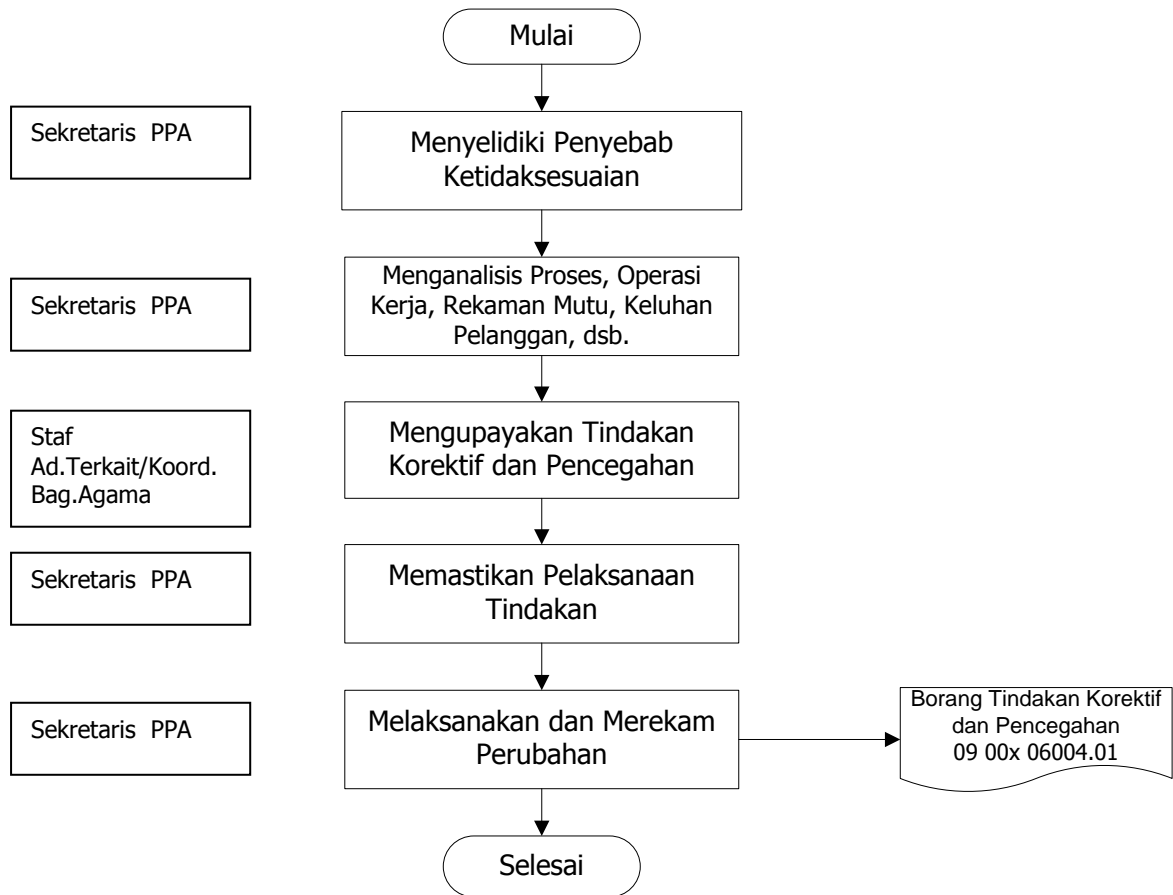 Mulai
Sekretaris PPA
Menyelidiki Penyebab
Ketidaksesuaian
Sekretaris PPA
Menganalisis Proses, Operasi
Kerja, Rekaman Mutu, Keluhan
Pelanggan, dsb.
Staf
Ad.Terkait/Koord.
Bag.Agama
Mengupayakan Tindakan
Korektif dan Pencegahan
Sekretaris PPA
Memastikan Pelaksanaan
Tindakan
Sekretaris PPA
Melaksanakan dan Merekam
Perubahan
Borang Tindakan Korektif
dan Pencegahan
09 00x 06004.01
Selesai